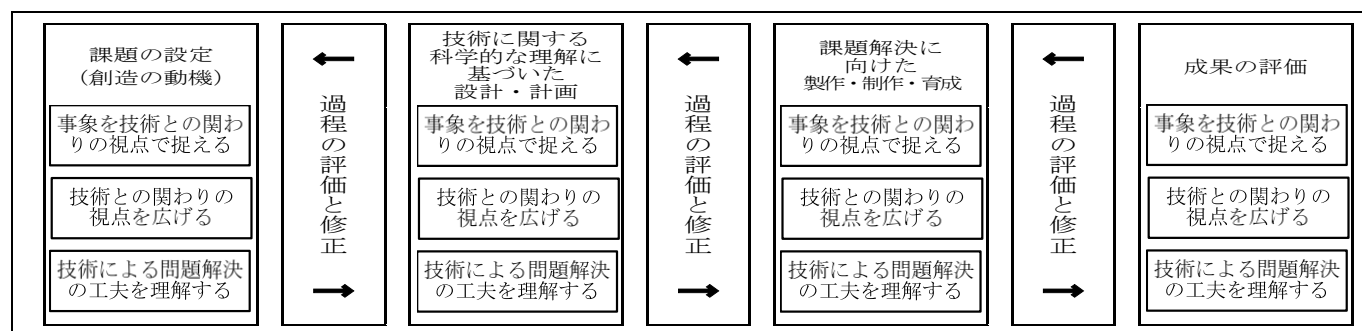 課題の設定
(創造の動機)
事象を技術との関わ
りの視点で捉える
技術との関わりの
視点を広げる
技術による問題解決
の工夫を理解する
←
過程の評価と修正
→
技術に関する
科学的な理解に
基づいた
設計・計画
事象を技術との関わ
りの視点で捉える
技術との関わりの
視点を広げる
技術による問題解決
の工夫を理解する
←
過程の評価と修正
→
課題解決に
向けた
製作・制作・育成
事象を技術との関わ
りの視点で捉える
技術との関わりの
視点を広げる
技術による問題解決
の工夫を理解する
←
過程の評価と修正
→
成果の評価
事象を技術との関わ
りの視点で捉える
技術との関わりの
視点を広げる
技術による問題解決
の工夫を理解する